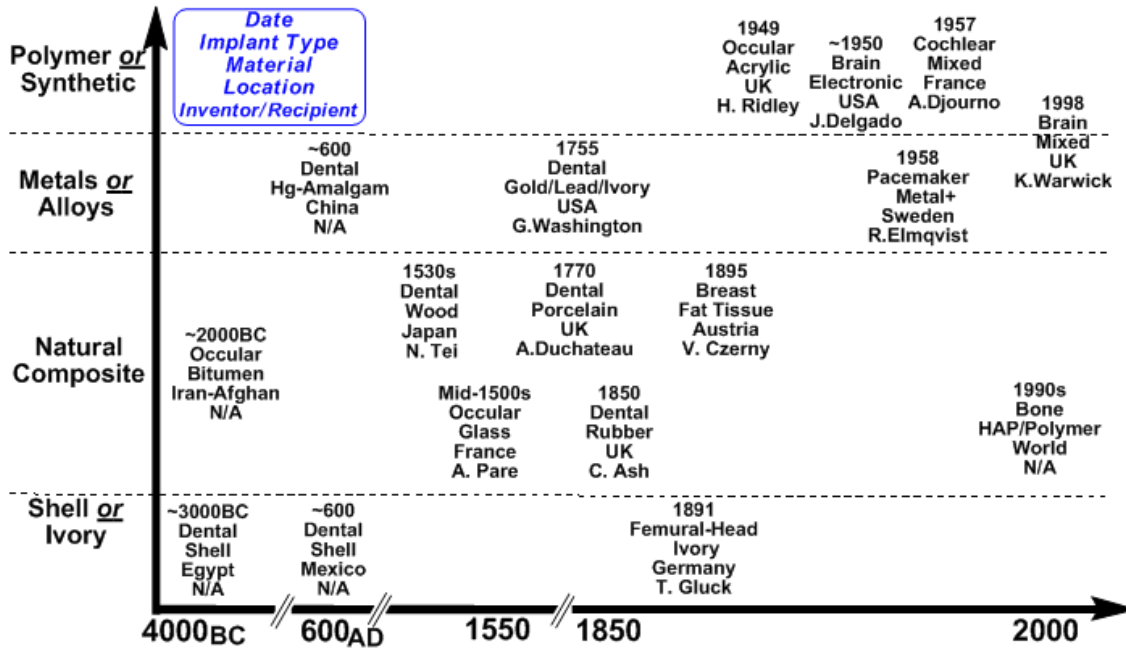 Date
Implant Type
Material
Location
Inventor/Recipient
Polymer or
Synthetic
1949
Occular
Acrylic
UK
H. Ridley
~1950
Brain
Electronic
USA
J.Delgado
1957
Cochlear
Mixed
France
A.Djourno
1998
Brain
Mixed
UK
K.Warwick
Metals or
Alloys
~600
Dental
Hg-Amalgam
China
N/A
1755
Dental
Gold/Lead/Ivory
USA
G.Washington
1958
Pacemaker
Metal+
Sweden
R.Elmqvist
Natural
Composite
~2000BC
Occular
Bitumen
Iran-Afghan
N/A
1530s
Dental
Wood
Japan
N. Tei
1770
Dental
Porcelain
UK
A.Duchateau
1895
Breast
Fat Tissue
Austria
V. Czerny
Mid-1500s
Occular
Glass
France
A. Pare
1850
Dental
Rubber
UK
C. Ash
1990s
Bone
HAP/Polymer
World
N/A
Shell or
Ivory
~3000BC
Dental
Shell
Egypt
N/A
~600
Dental
Shell
Mexico
N/A
1891
Femural-Head
Ivory
Germany
T. Gluck
4000BC
600AD
1550
1850
2000